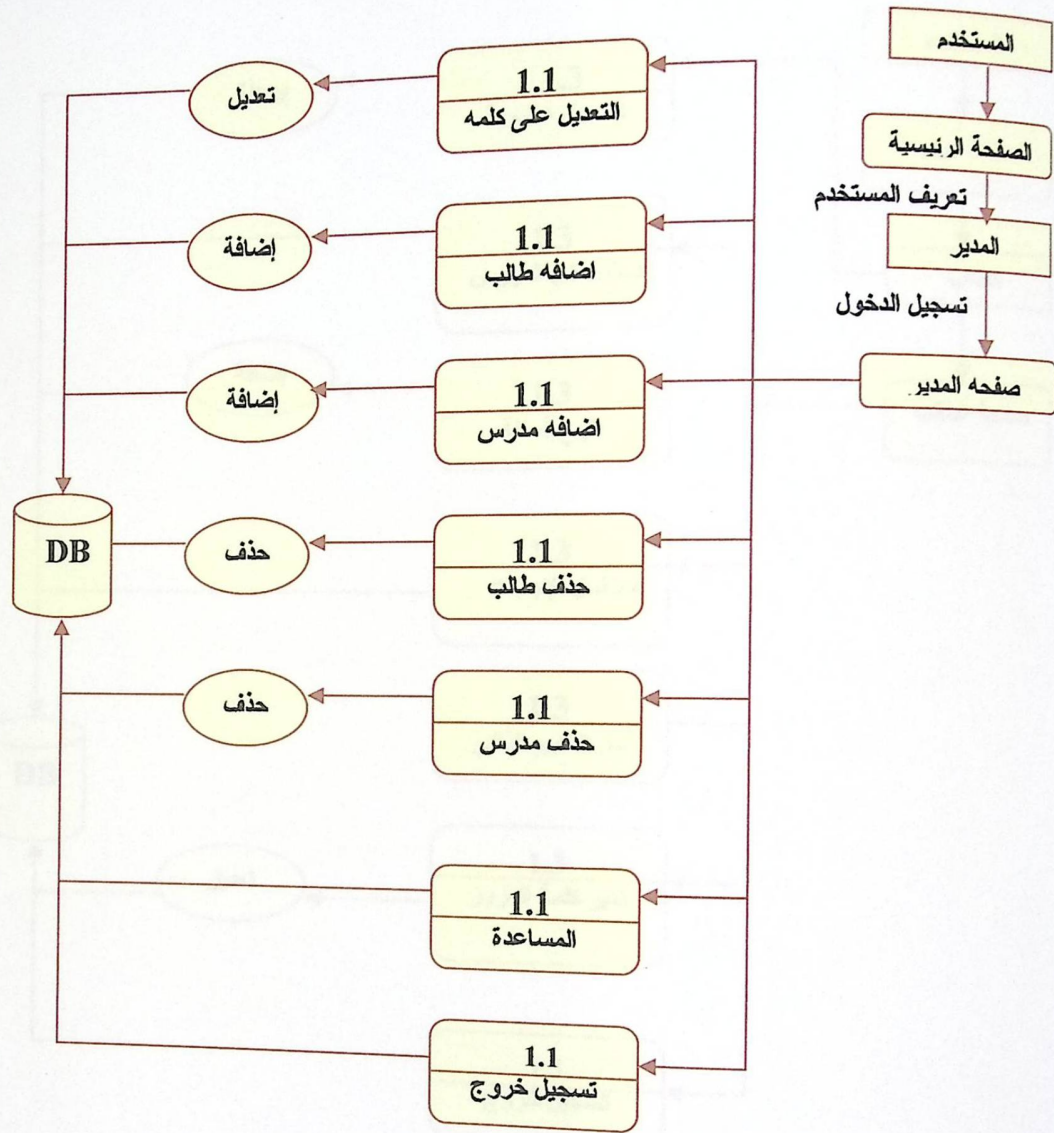 المستخدم
الصفحة الرئيسية
تعريف المستخدم
المدير
تسجيل الدخول
صفحه المدير
1.1
التعديل على كلمه
تعديل
1.1
اضافه طالب
إضافة
1.1
اضافه مدرس
إضافة
1.1
حذف طالب
حذف
DB
1.1
حذف مدرس
حذف
1.1
المساعدة
1.1
تسجيل خروج